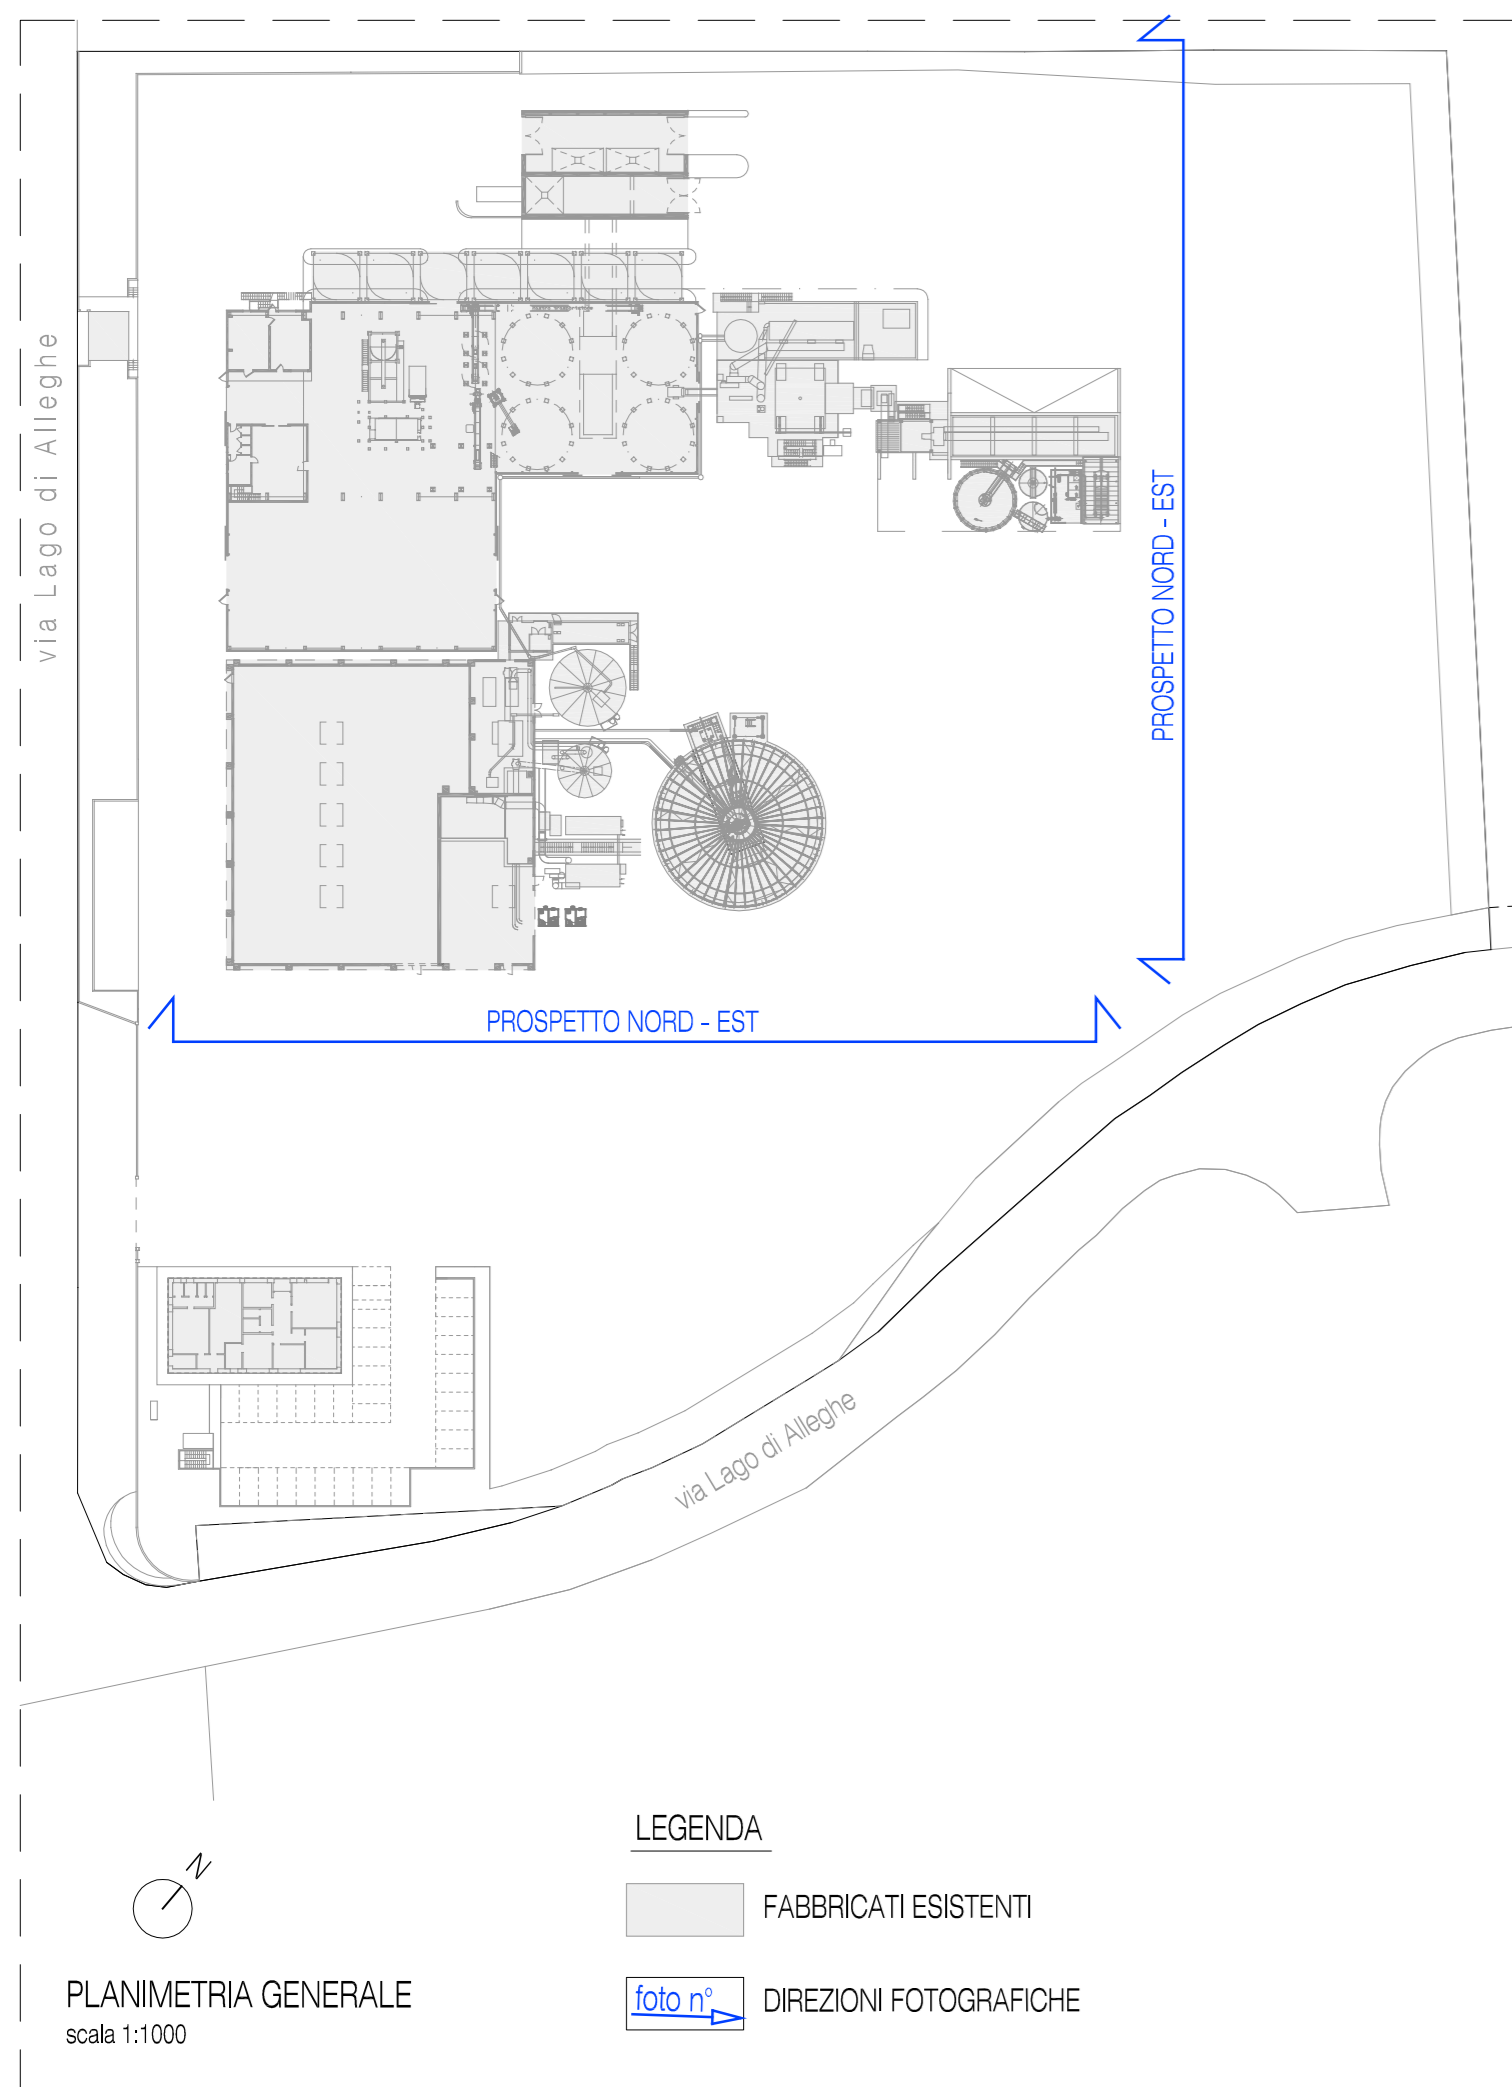 via Lago di Alleghe
PROSPETTO NORD - EST
PROSPETTO NORD - EST
via Lago di Alleghe
LEGENDA
N
FABBRICATI ESISTENTI
PLANIMETRIA GENERALE
scala 1:1000
foto n°
DIREZIONI FOTOGRAFICHE